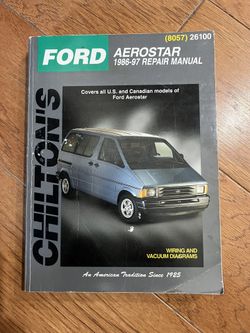 (8057) 26100
FORD
AEROSTAR
1986-97 REPAIR MANUAL
Covers all U.S. and Canadian models of
Ford Aerostar
CHILTON'S
WIRING AND
VACUUM DIAGRAMS
An American Tradition Since 1925